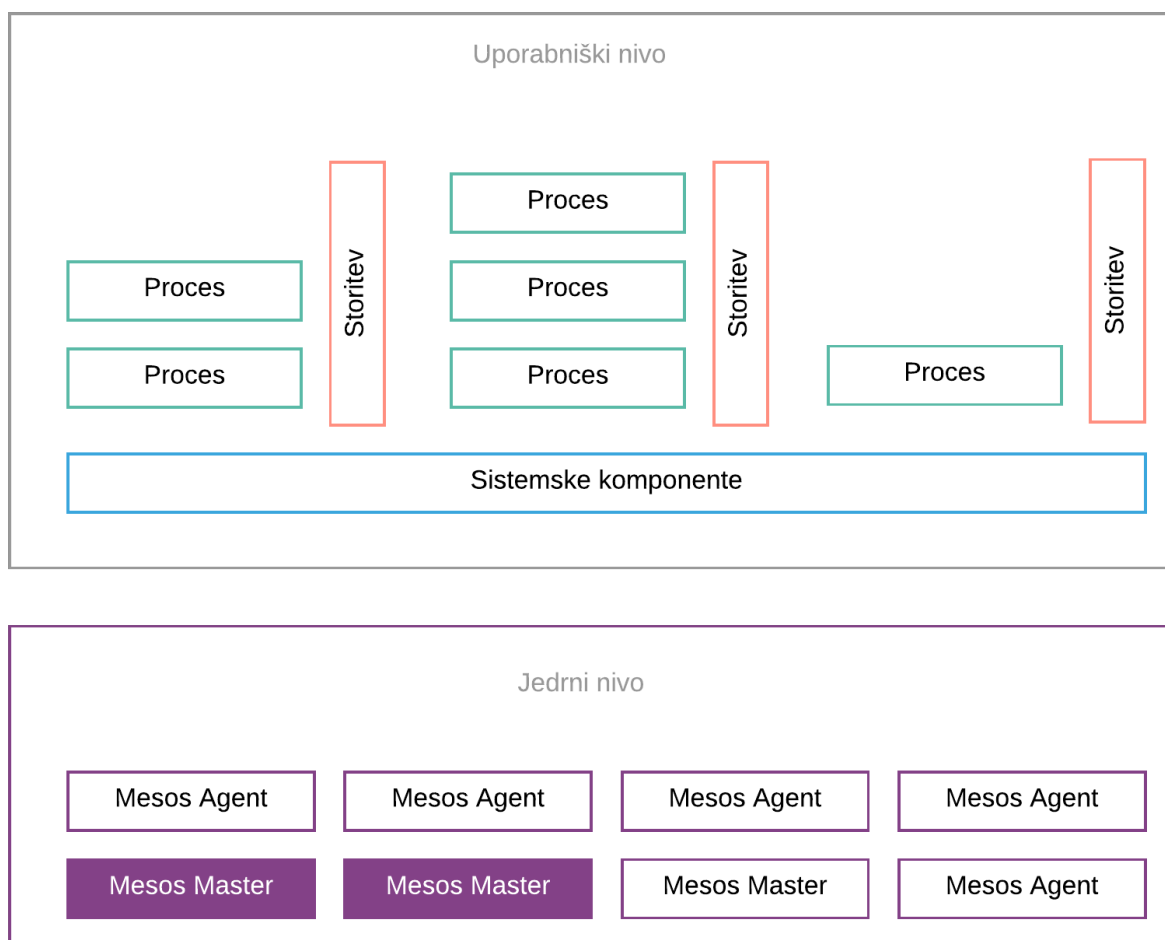 Uporabniški nivo
Proces
Proces
Storitev
Proces
Proces
Proces
Storitev
Proces
Storitev
Sistemske komponente
Jedrni nivo
Mesos Agent
Mesos Agent
Mesos Agent
Mesos Agent
Mesos Master
Mesos Master
Mesos Master
Mesos Agent